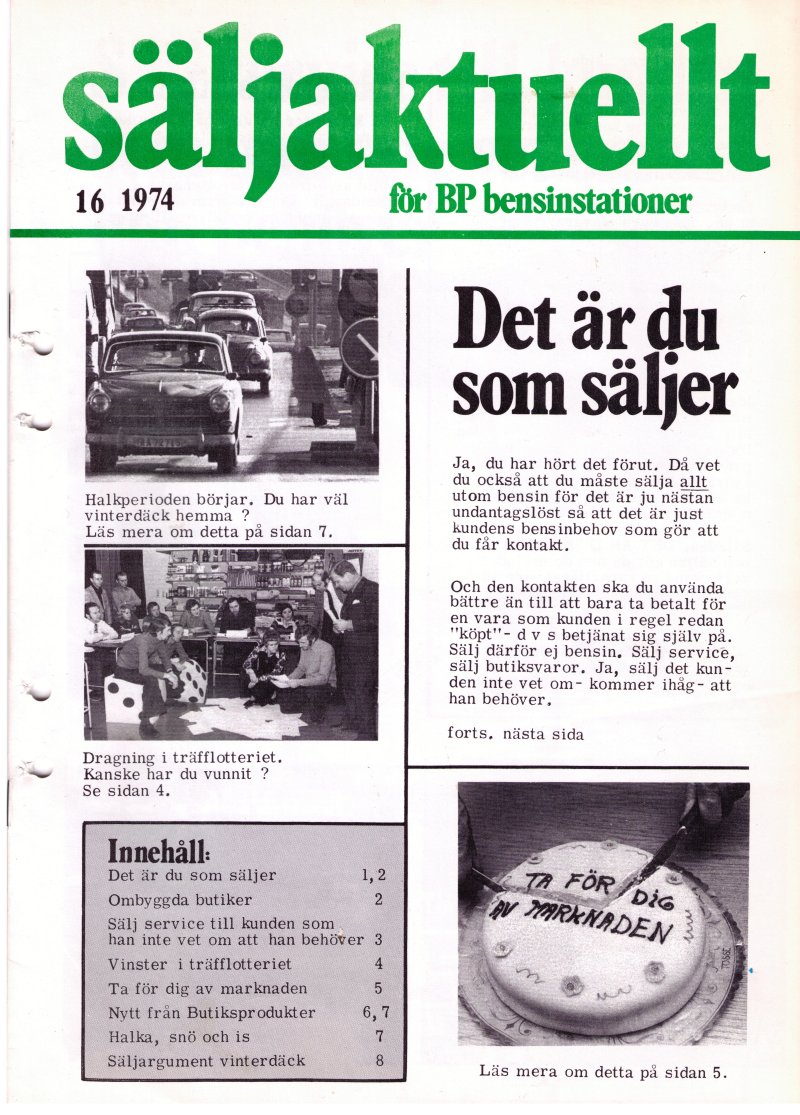 säljaktuellt
16 1974
för BP bensinstationer
Halkperioden börjar. Du har väl
vinterdäck hemma ?
Läs mera om detta på sidan 7.
Dragning i träfflotteriet.
Kanske har du vunnit ?
Se sidan 4.
Innehåll:
Det är du som säljer 1, 2
Ombyggda butiker 2
Sälj service till kunden som
han inte vet om att han behöver 3
Vinster i träfflotteriet 4
Ta för dig av marknaden 5
Nytt från Butiksprodukter 6, 7
Halka, snö och is 7
Säljargument vinterdäck 8
Det är du
som säljer
Ja, du har hört det förut. Då vet
du också att du måste sälja allt
utom bensin för det är ju nästan
undantagslöst så att det är just
kundens bensinbehov som gör att
du får kontakt.
Och den kontakten ska du använda
bättre än till att bara ta betalt för
en vara som kunden i regel redan
"köpt"- d v s betjänat sig själv på.
Sälj därför ej bensin. Sälj service,
sälj butiksvaror. Ja, sälj det kun-
den inte vet om- kommer ihåg- att
han behöver.
forts. nästa sida
TA FÖR DIG
AV MARKNADEN
Läs mera om detta på sidan 5.